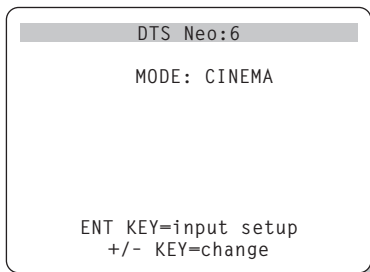 DTS Neo:6
MODE: CINEMA
ENT KEY=input setup
+/- KEY=change